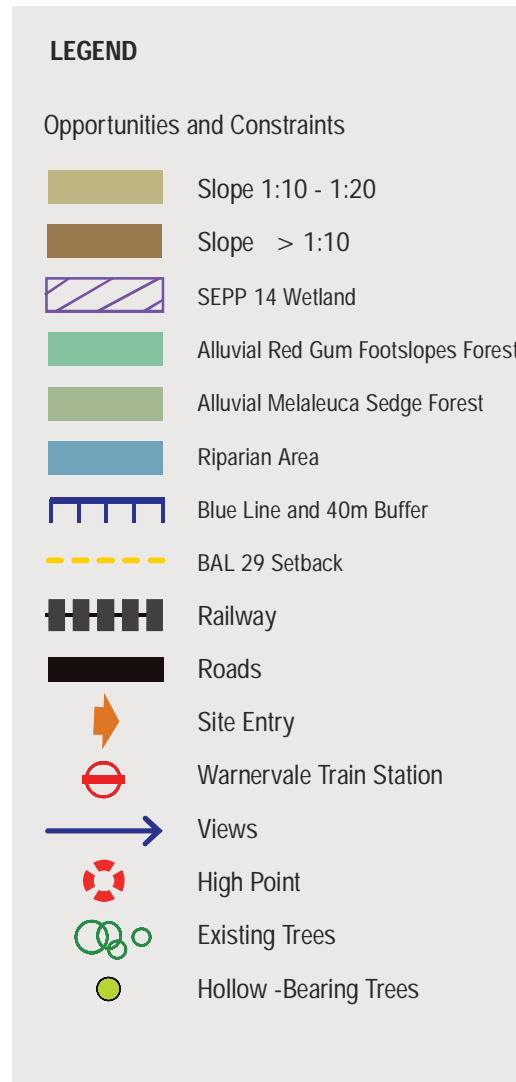 LEGEND
Opportunities and Constraints
Slope 1:10 - 1:20
Slope > 1:10
SEPP 14 Wetland
Alluvial Red Gum Footslopes Forest
Alluvial Melaleuca Sedge Forest
Riparian Area
Blue Line and 40m Buffer
BAL 29 Setback
Railway
Roads
Site Entry
Warnervale Train Station
Views
High Point
Existing Trees
Hollow -Bearing Trees